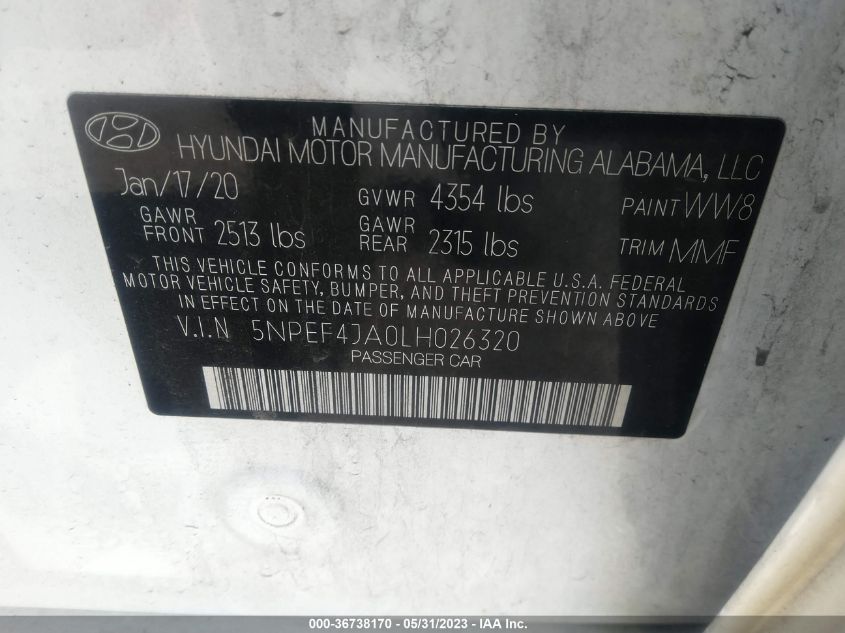 MANUFACTURED BY
HYUNDAI MOTOR MANUFACTURING ALABAMA, LLC
Jan/17/20 GVWR 4354 lbs PAINT WW8
GAWR FRONT 2513 lbs GAWR REAR 2315 lbs TRIM MMF
THIS VEHICLE CONFORMS TO ALL APPLICABLE U.S.A. FEDERAL
MOTOR VEHICLE SAFETY, BUMPER, AND THEFT PREVENTION STANDARDS
IN EFFECT ON THE DATE OF MANUFACTURE SHOWN ABOVE
V.I.N 5NPEF4JA0LH026320
PASSENGER CAR
000-36738170 — 05/31/2023 — IAA Inc.